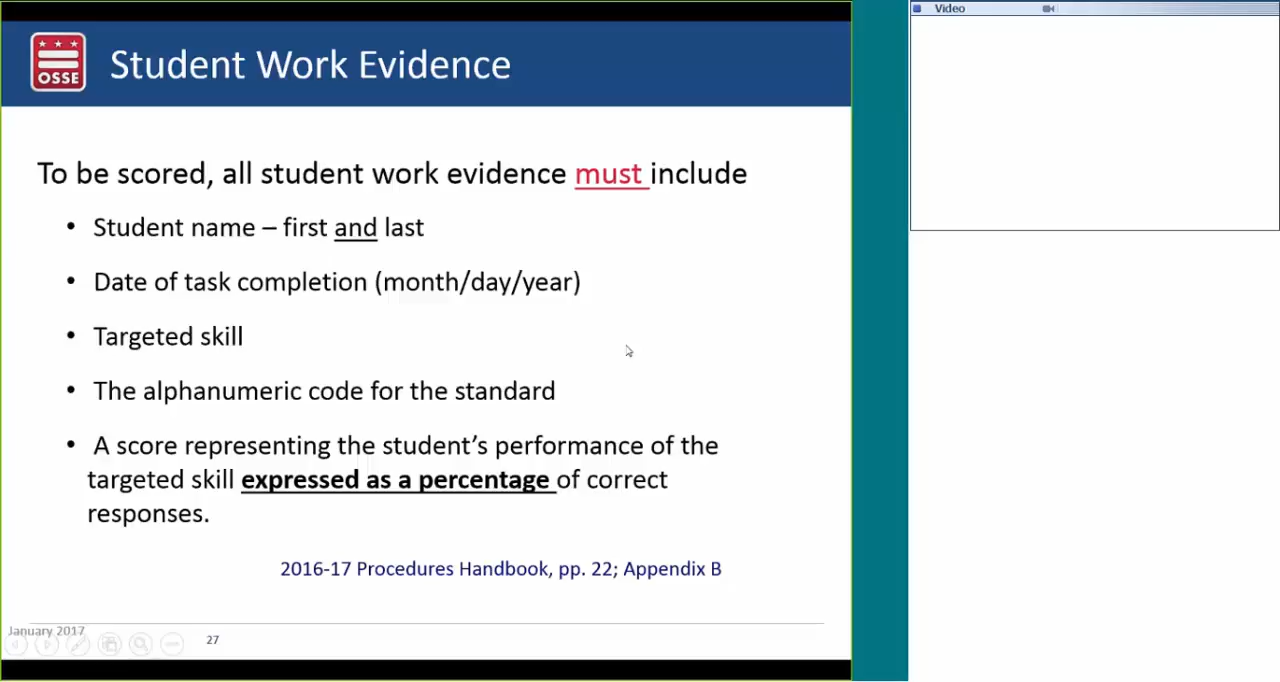 Video
OSSE
Student Work Evidence
To be scored, all student work evidence must include
• Student name – first and last
• Date of task completion (month/day/year)
• Targeted skill
• The alphanumeric code for the standard
• A score representing the student's performance of the
targeted skill expressed as a percentage of correct
responses.
2016-17 Procedures Handbook, pp. 22; Appendix B
January 2017
27